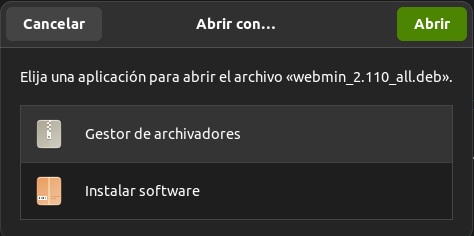 Cancelar
Abrir con…
Abrir
Elija una aplicación para abrir el archivo «webmin_2.110_all.deb».
Gestor de archivadores
Instalar software